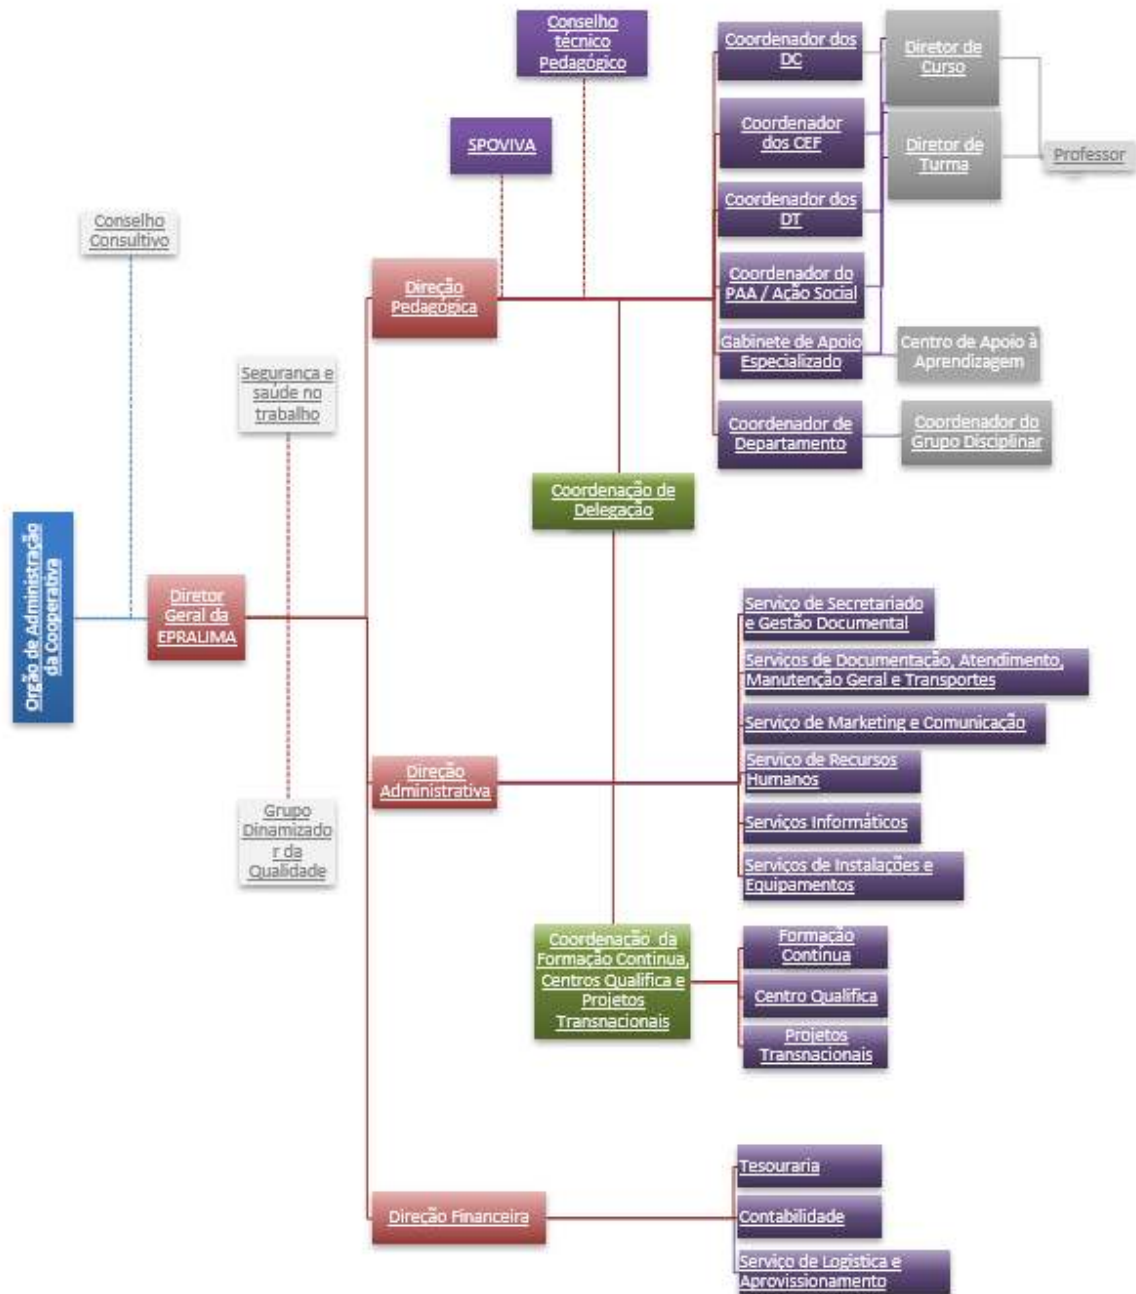 Conselho
técnico
Pedagógico
SPOVIVA
Conselho
Consultivo
Segurança e
saúde no
trabalho
Orgão de Administração
da Cooperativa
Diretor
Geral da
EPRALIMA
Grupo
Dinamizado
r da
Qualidade
Direção
Pedagógica
Coordenador dos
DC
Coordenador
dos CEF
Coordenador dos
DT
Coordenador do
PAA / Ação Social
Gabinete de Apoio
Especializado
Coordenador de
Departamento
Diretor de
Curso
Diretor de
Turma
Professor
Centro de Apoio à
Aprendizagem
Coordenador do
Grupo Disciplinar
Coordenação de
Delegação
Direção
Administrativa
Serviço de Secretariado
e Gestão Documental
Serviços de Documentação, Atendimento,
Manutenção Geral e Transportes
Serviço de Marketing e Comunicação
Serviço de Recursos
Humanos
Serviços Informáticos
Serviços de Instalações e
Equipamentos
Coordenação da
Formação Continua,
Centros Qualifica e
Projetos
Transnacionais
Formação
Contínua
Centro Qualifica
Projetos
Transnacionais
Direcão Financeira
Tesouraria
Contabilidade
Serviço de Logística e
Aprovissionamento